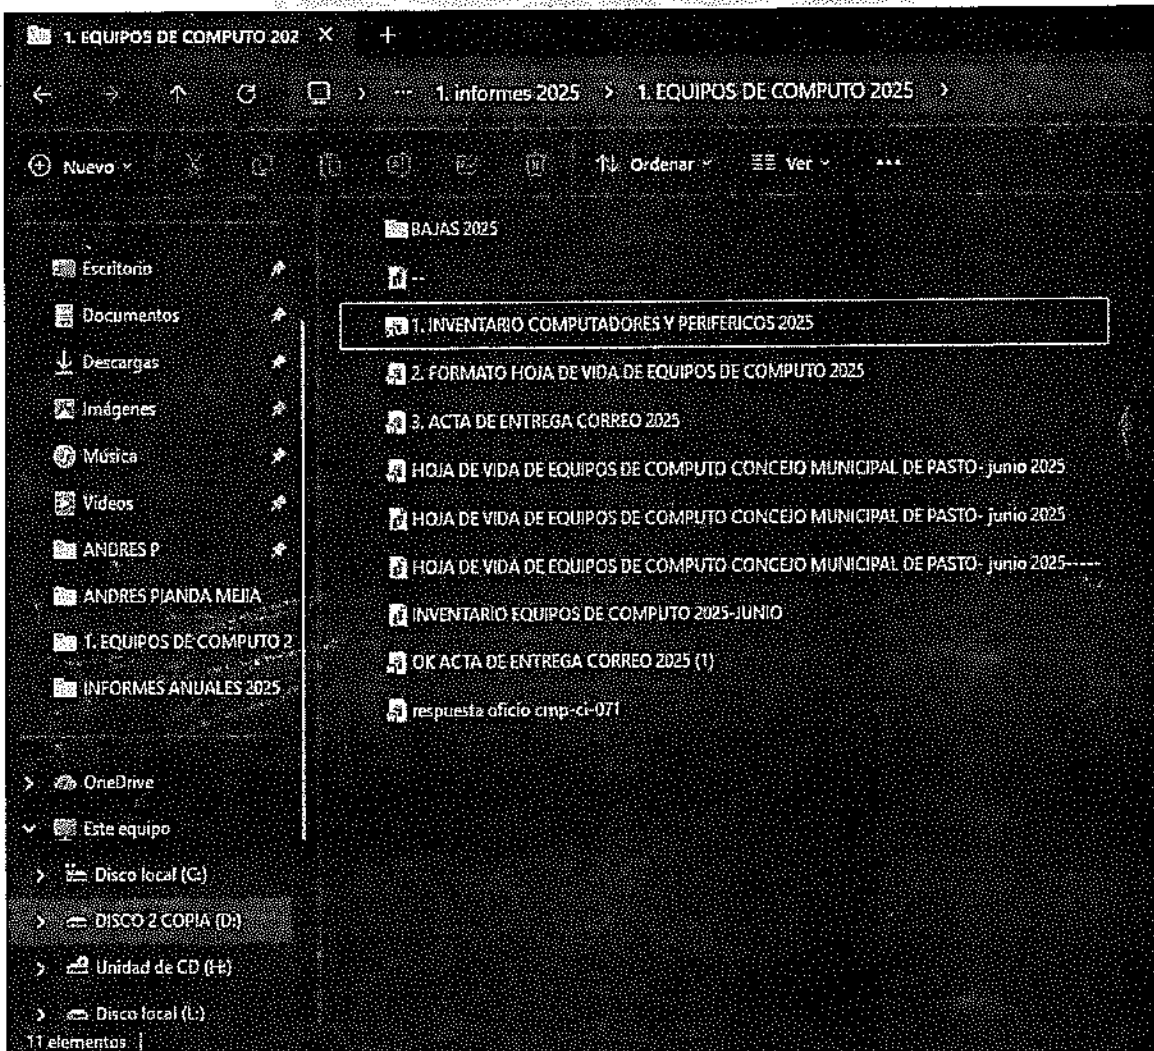 1. EQUIPOS DE COMPUTO 202
1. informes 2025 > 1. EQUIPOS DE COMPUTO 2025 >
Nuevo
Ordenar
Ver
BAJAS 2025
--
1. INVENTARIO COMPUTADORES Y PERIFERICOS 2025
2. FORMATO HOJA DE VIDA DE EQUIPOS DE COMPUTO 2025
3. ACTA DE ENTREGA CORREO 2025
HOJA DE VIDA DE EQUIPOS DE COMPUTO CONCEJO MUNICIPAL DE PASTO- junio 2025
HOJA DE VIDA DE EQUIPOS DE COMPUTO CONCEJO MUNICIPAL DE PASTO- junio 2025
HOJA DE VIDA DE EQUIPOS DE COMPUTO CONCEJO MUNICIPAL DE PASTO- junio 2025-----
INVENTARIO EQUIPOS DE COMPUTO 2025-JUNIO
OK ACTA DE ENTREGA CORREO 2025 (1)
respuesta oficio cmp-ci-071
Escritorio
Documentos
Descargas
Imágenes
Música
Vídeos
ANDRES P
ANDRES PIANDA MEJIA
1. EQUIPOS DE COMPUTO 2
INFORMES ANUALES 2025
OneDrive
Este equipo
Disco local (C:)
DISCO 2 COPIA (D:)
Unidad de CD (H:)
Disco local (L:)
11 elementos